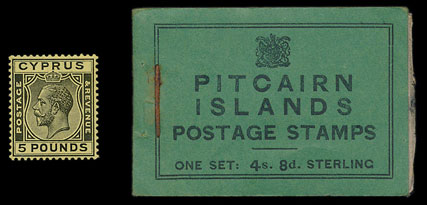 CYPRUS
POSTAGE
& REVENUE
5 POUNDS
PITCAIRN
ISLANDS
POSTAGE STAMPS
ONE SET: 4s. 8d. STERLING